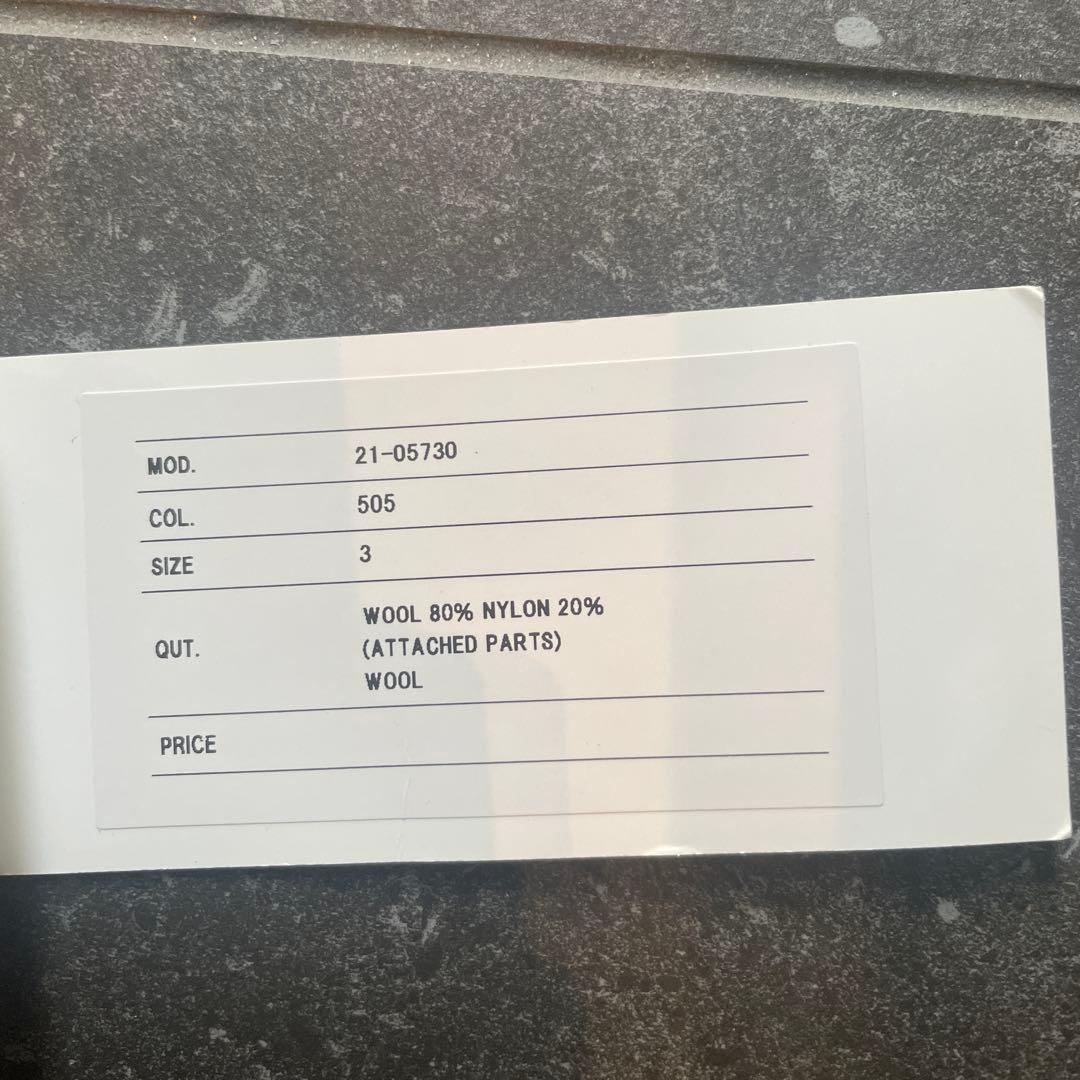 MOD. 21-05730
COL. 505
SIZE 3
QUT. WOOL 80% NYLON 20%
(ATTACHED PARTS)
WOOL
PRICE